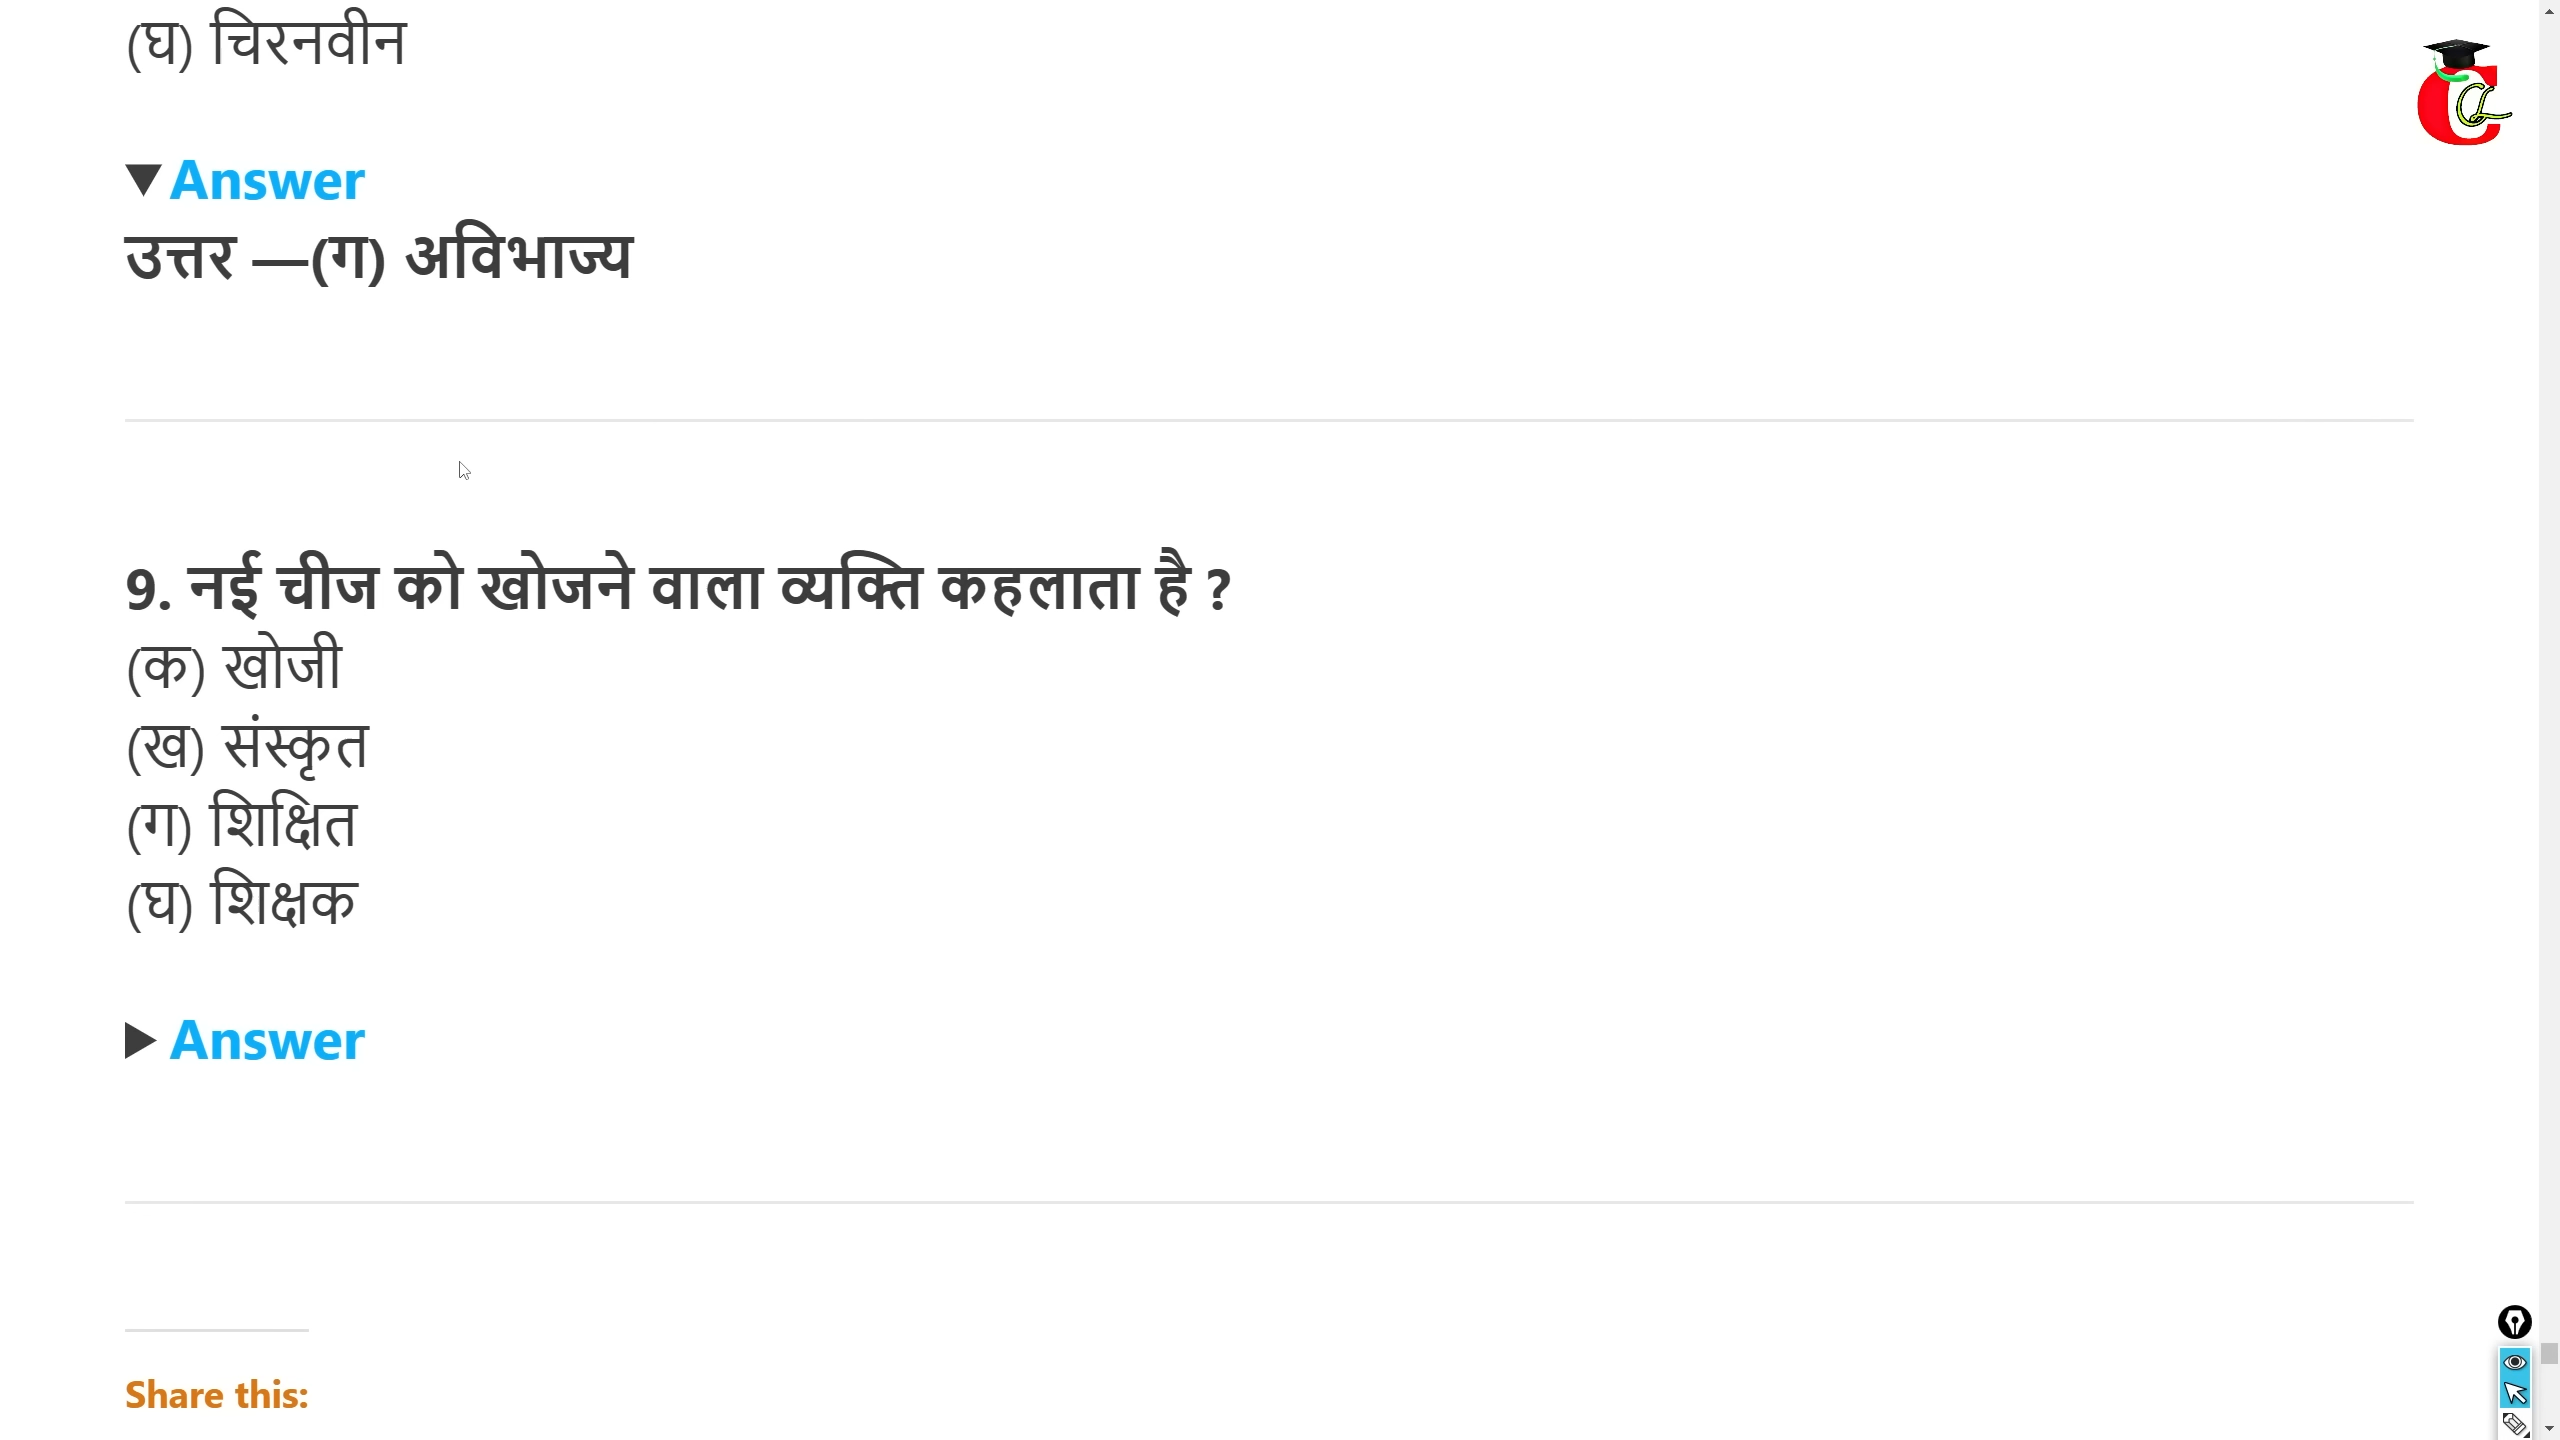 (घ) चिरनवीन
▼ Answer
उत्तर —(ग) अविभाज्य
9. नई चीज को खोजने वाला व्यक्ति कहलाता है ?
(क) खोजी
(ख) संस्कृत
(ग) शिक्षित
(घ) शिक्षक
▶ Answer
Share this: